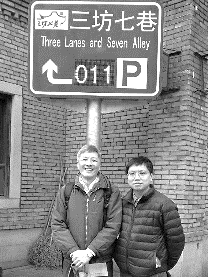 三坊七巷
Three Lanes and Seven Alley
011 P